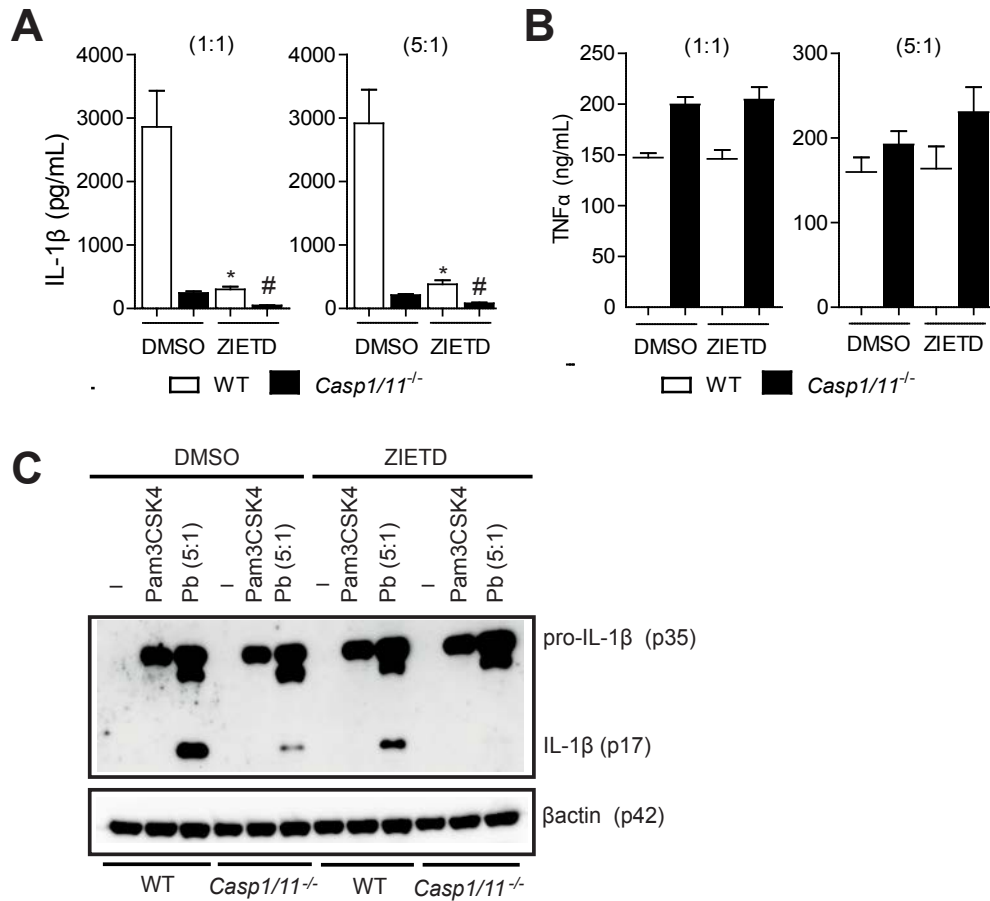 A
B
(1:1)
(5:1)
(1:1)
(5:1)
IL-1β (pg/mL)
4000
3000
2000
1000
0
* #
4000
3000
2000
1000
0
* #
TNFα (ng/mL)
250
200
150
100
50
0
300
200
100
0
DMSO ZIETD
DMSO ZIETD
DMSO ZIETD
DMSO ZIETD
WT Casp1/11-/-
WT Casp1/11-/-
C
DMSO
ZIETD
–
Pam3CSK4
Pb (5:1)
–
Pam3CSK4
Pb (5:1)
–
Pam3CSK4
Pb (5:1)
–
Pam3CSK4
Pb (5:1)
pro-IL-1β (p35)
IL-1β (p17)
βactin (p42)
WT Casp1/11-/- WT Casp1/11-/-